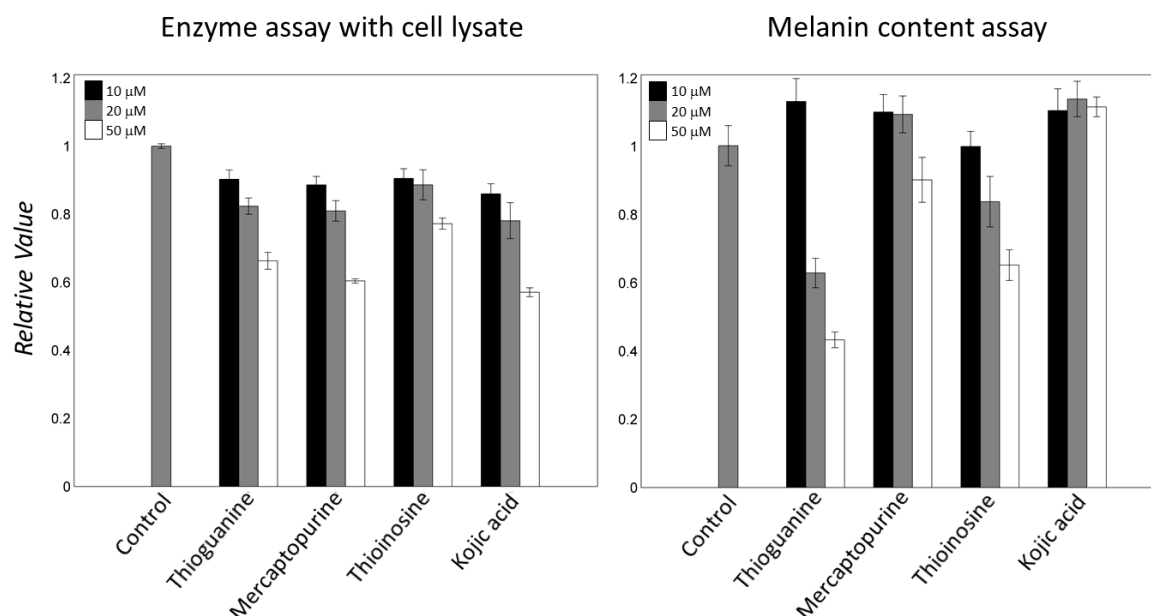 Enzyme assay with cell lysate
Relative Value
1.2
1
0.8
0.6
0.4
0.2
0
10 μM
20 μM
50 μM
Control
Thioguanine
Mercaptopurine
Thioinosine
Kojic acid
Melanin content assay
1.2
1
0.8
0.6
0.4
0.2
0
10 μM
20 μM
50 μM
Control
Thioguanine
Mercaptopurine
Thioinosine
Kojic acid